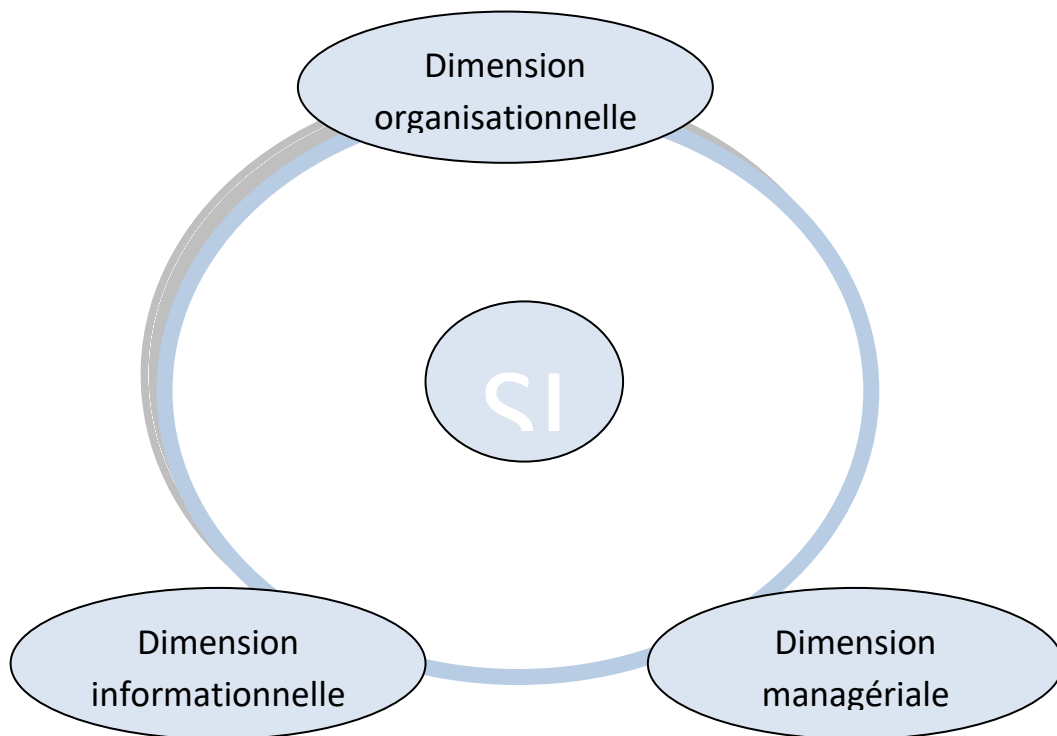 Dimension
organisationnelle
SI
Dimension
informationnelle
Dimension
managériale